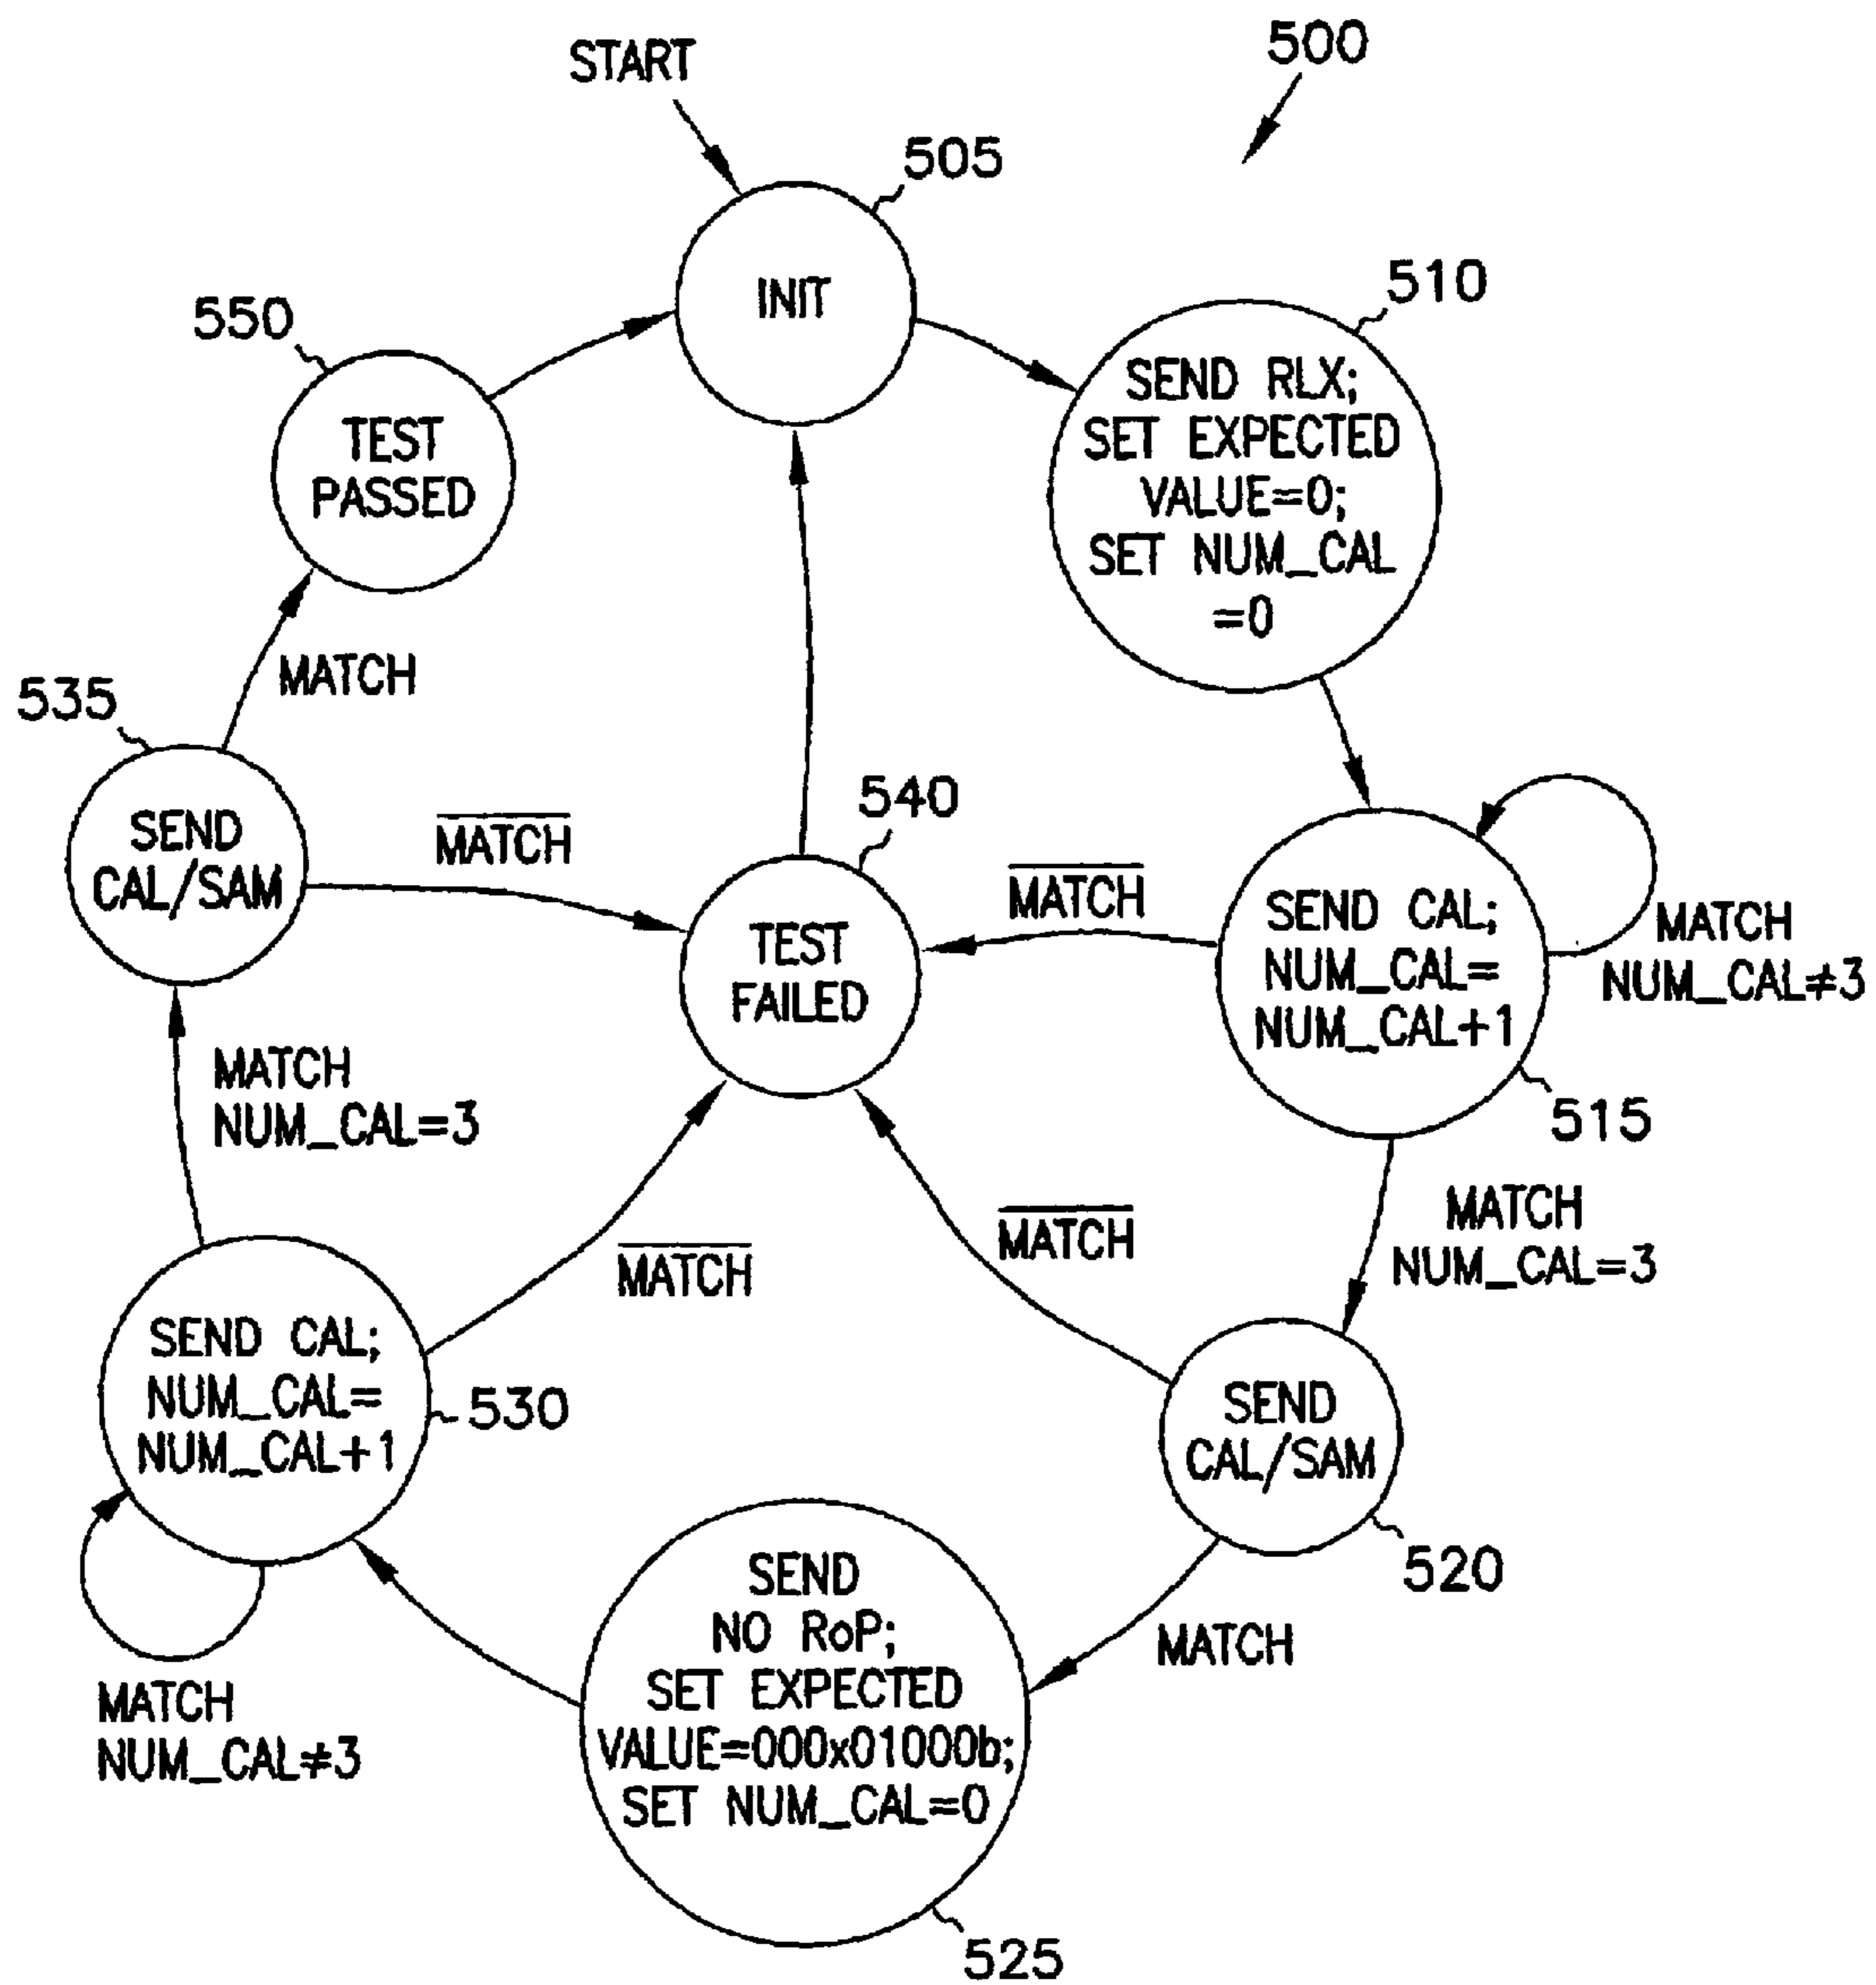 START
500
505
INIT
510
SEND RLX;
SET EXPECTED
VALUE=0;
SET NUM_CAL
=0
550
TEST
PASSED
MATCH
535
SEND
CAL/SAM
MATCH
540
TEST
FAILED
MATCH
SEND CAL;
NUM_CAL=
NUM_CAL+1
MATCH
NUM_CAL≠3
515
MATCH
NUM_CAL=3
MATCH
NUM_CAL=3
MATCH
MATCH
SEND CAL;
NUM_CAL=
NUM_CAL+1
530
SEND
CAL/SAM
520
MATCH
NUM_CAL≠3
SEND
NO RoP;
SET EXPECTED
VALUE=000x01000b;
SET NUM_CAL=0
MATCH
525